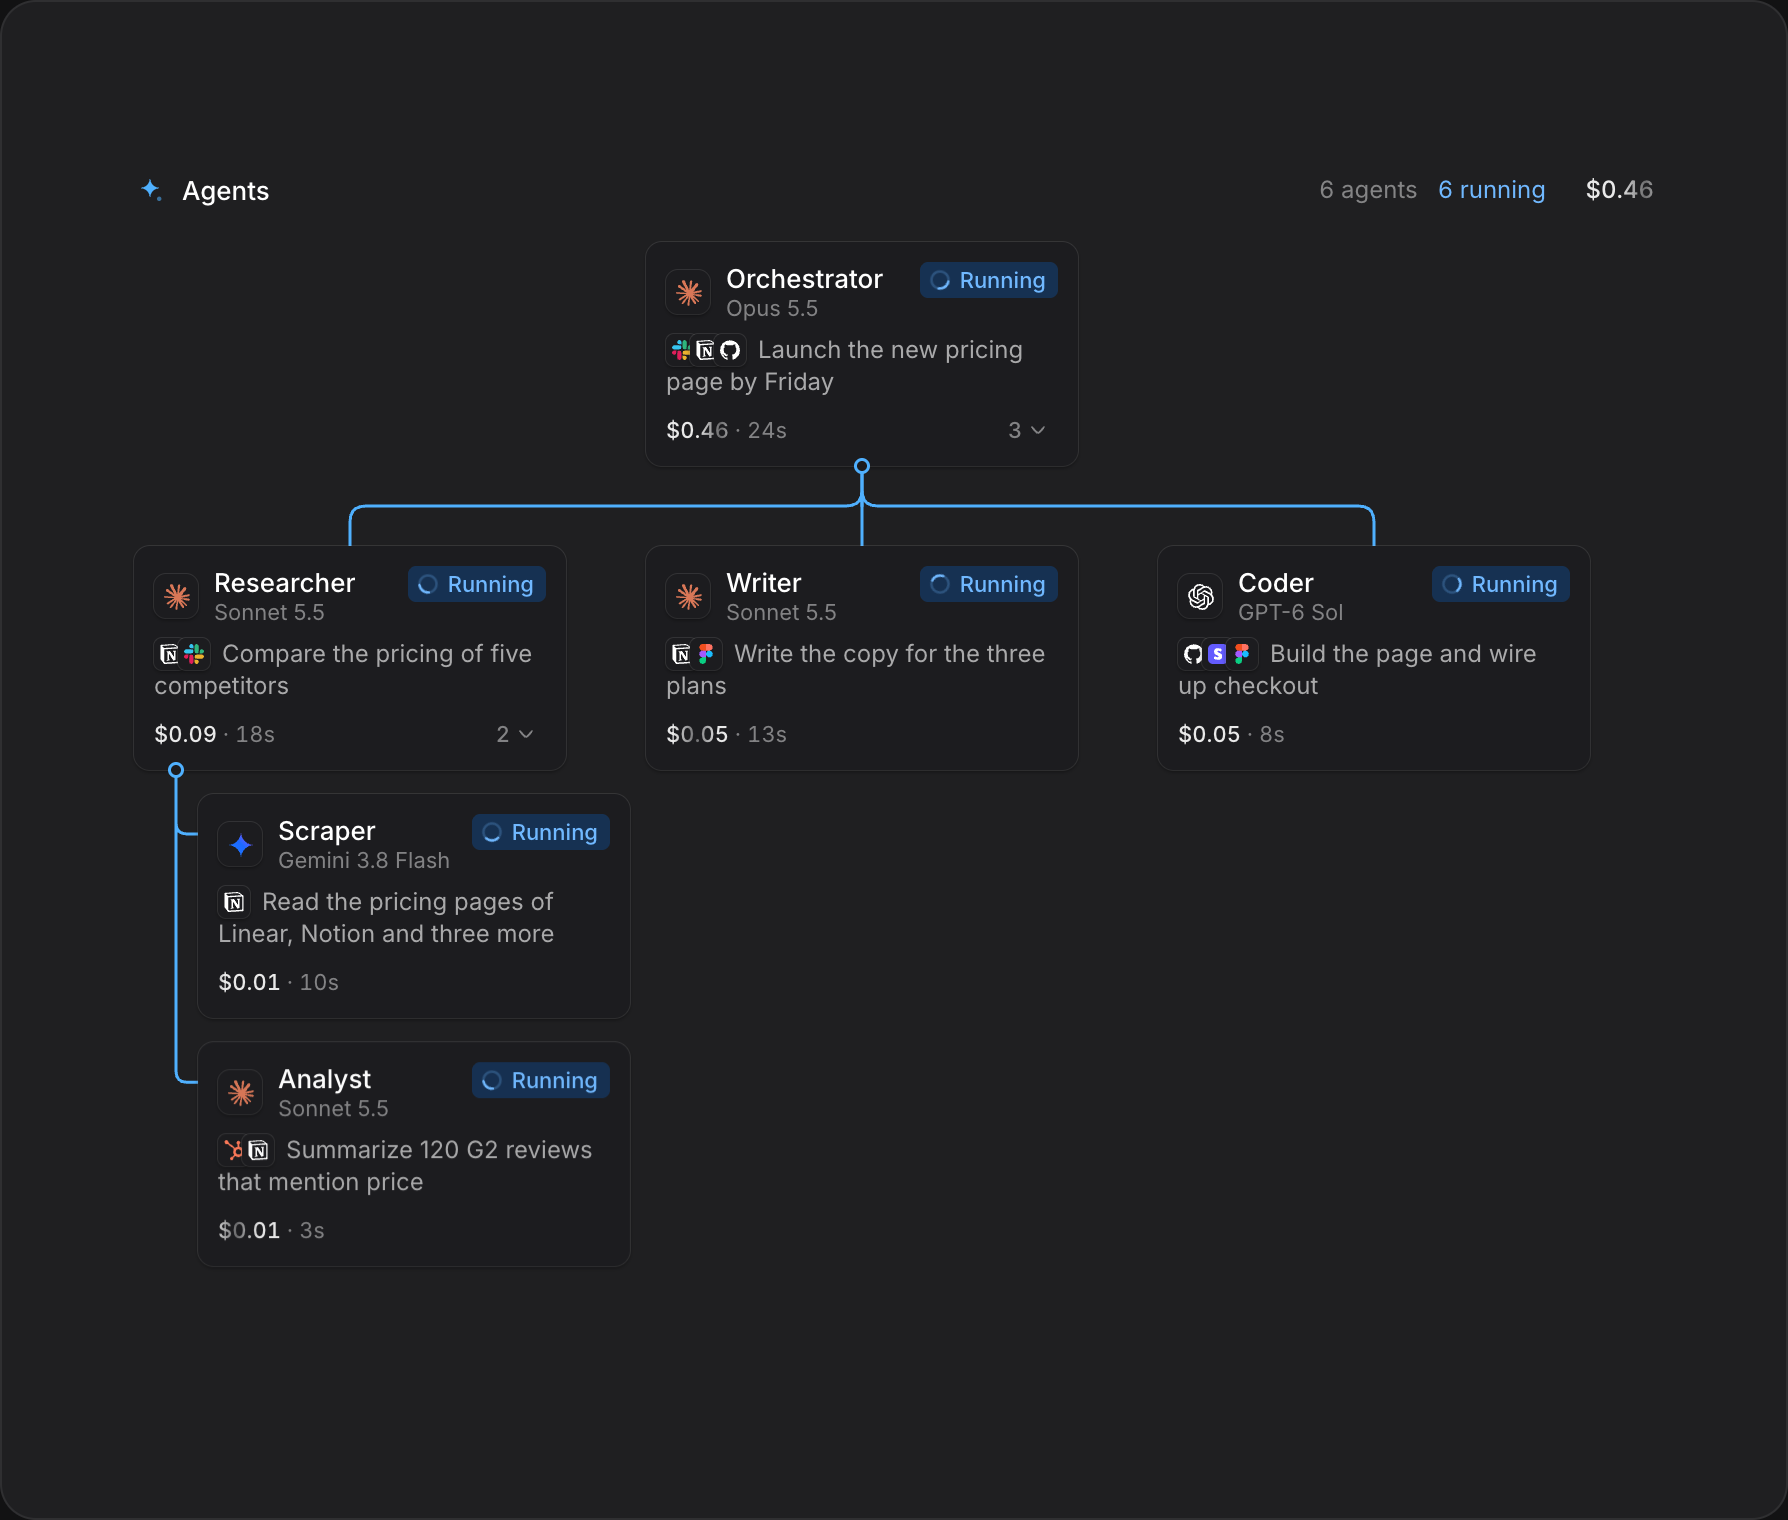 Agents
6 agents 6 running $0.46
Orchestrator
Running
Opus 5.5
Launch the new pricing
page by Friday
$0.46 · 24s
3
Researcher
Running
Sonnet 5.5
Compare the pricing of five
competitors
$0.09 · 18s
2
Writer
Running
Sonnet 5.5
Write the copy for the three
plans
$0.05 · 13s
Coder
Running
GPT-6 Sol
Build the page and wire
up checkout
$0.05 · 8s
Scraper
Running
Gemini 3.8 Flash
Read the pricing pages of
Linear, Notion and three more
$0.01 · 10s
Analyst
Running
Sonnet 5.5
Summarize 120 G2 reviews
that mention price
$0.01 · 3s